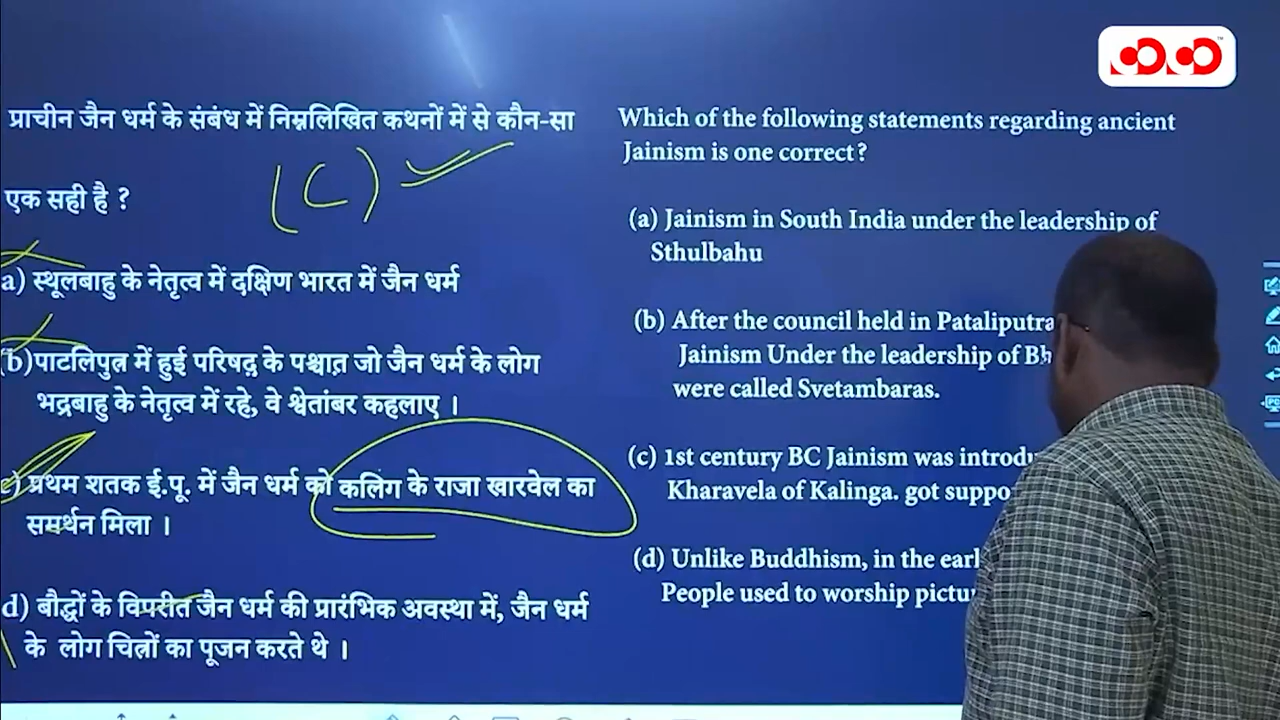 प्राचीन जैन धर्म के संबंध में निम्नलिखित कथनों में से कौन-सा
एक सही है ?
(C)
a) स्थूलबाहु के नेतृत्व में दक्षिण भारत में जैन धर्म
(b)पाटलिपुत्र में हुई परिषद् के पश्चात् जो जैन धर्म के लोग
भद्रबाहु के नेतृत्व में रहे, वे श्वेतांबर कहलाए ।
c) प्रथम शतक ई.पू. में जैन धर्म को कलिंग के राजा खारवेल का
समर्थन मिला ।
d) बौद्धों के विपरीत जैन धर्म की प्रारंभिक अवस्था में, जैन धर्म
के लोग चित्रों का पूजन करते थे ।
Which of the following statements regarding ancient
Jainism is one correct?
(a) Jainism in South India under the leadership of
Sthulbahu
(b) After the council held in Pataliputra
Jainism Under the leadership of
were called Svetambaras.
(c) 1st century BC Jainism was
Kharavela of Kalinga. got
(d) Unlike Buddhism, in the
People used to worship